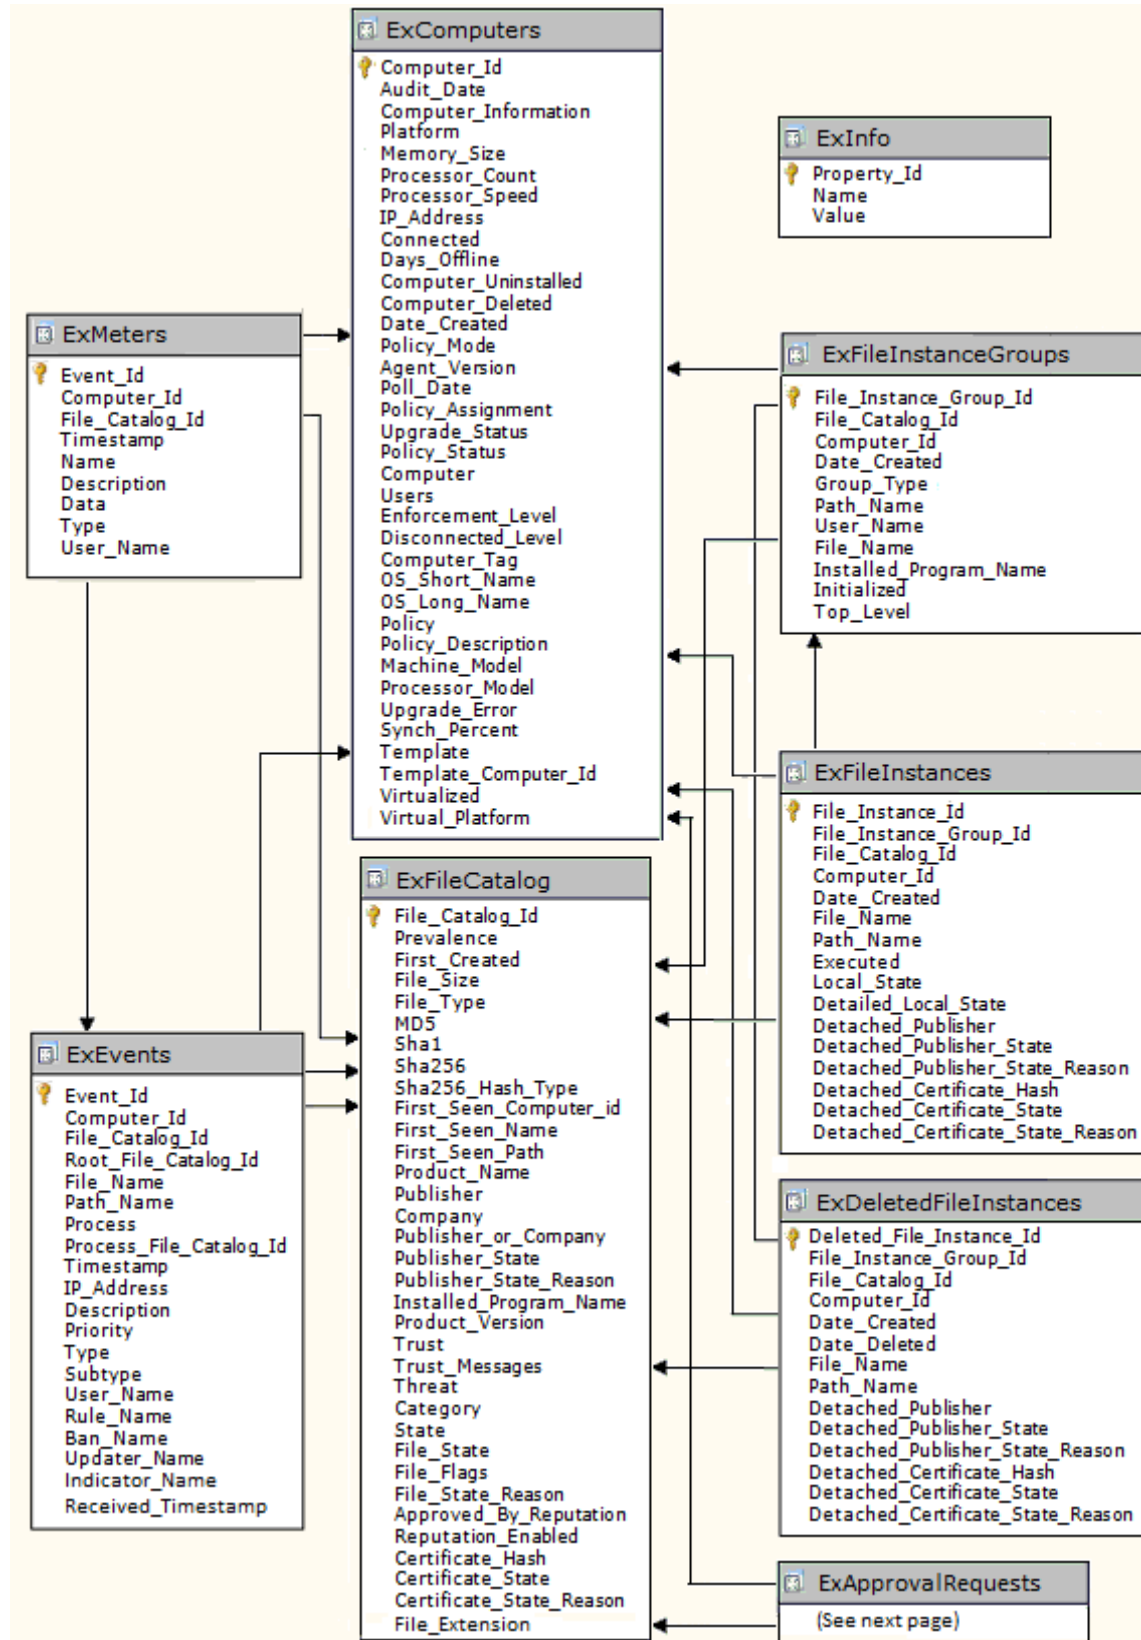 ExComputers
Computer_Id
Audit_Date
Computer_Information
Platform
Memory_Size
Processor_Count
Processor_Speed
IP_Address
Connected
Days_Offline
Computer_Uninstalled
Computer_Deleted
Date_Created
Policy_Mode
Agent_Version
Poll_Date
Policy_Assignment
Upgrade_Status
Policy_Status
Computer
Users
Enforcement_Level
Disconnected_Level
Computer_Tag
OS_Short_Name
OS_Long_Name
Policy
Policy_Description
Machine_Model
Processor_Model
Upgrade_Error
Synch_Percent
Template
Template_Computer_Id
Virtualized
Virtual_Platform
ExInfo
Property_Id
Name
Value
ExMeters
Event_Id
Computer_Id
File_Catalog_Id
Timestamp
Name
Description
Data
Type
User_Name
ExFileInstanceGroups
File_Instance_Group_Id
File_Catalog_Id
Computer_Id
Date_Created
Group_Type
Path_Name
User_Name
File_Name
Installed_Program_Name
Initialized
Top_Level
ExFileInstances
File_Instance_Id
File_Instance_Group_Id
File_Catalog_Id
Computer_Id
Date_Created
File_Name
Path_Name
Executed
Local_State
Detailed_Local_State
Detached_Publisher
Detached_Publisher_State
Detached_Publisher_State_Reason
Detached_Certificate_Hash
Detached_Certificate_State
Detached_Certificate_State_Reason
ExFileCatalog
File_Catalog_Id
Prevalence
First_Created
File_Size
File_Type
MD5
Sha1
Sha256
Sha256_Hash_Type
First_Seen_Computer_id
First_Seen_Name
First_Seen_Path
Product_Name
Publisher
Company
Publisher_or_Company
Publisher_State
Publisher_State_Reason
Installed_Program_Name
Product_Version
Trust
Trust_Messages
Threat
Category
State
File_State
File_Flags
File_State_Reason
Approved_By_Reputation
Reputation_Enabled
Certificate_Hash
Certificate_State
Certificate_State_Reason
File_Extension
ExEvents
Event_Id
Computer_Id
File_Catalog_Id
Root_File_Catalog_Id
File_Name
Path_Name
Process
Process_File_Catalog_Id
Timestamp
IP_Address
Description
Priority
Type
Subtype
User_Name
Rule_Name
Ban_Name
Updater_Name
Indicator_Name
Received_Timestamp
ExDeletedFileInstances
Deleted_File_Instance_Id
File_Instance_Group_Id
File_Catalog_Id
Computer_Id
Date_Created
Date_Deleted
File_Name
Path_Name
Detached_Publisher
Detached_Publisher_State
Detached_Publisher_State_Reason
Detached_Certificate_Hash
Detached_Certificate_State
Detached_Certificate_State_Reason
ExApprovalRequests
(See next page)